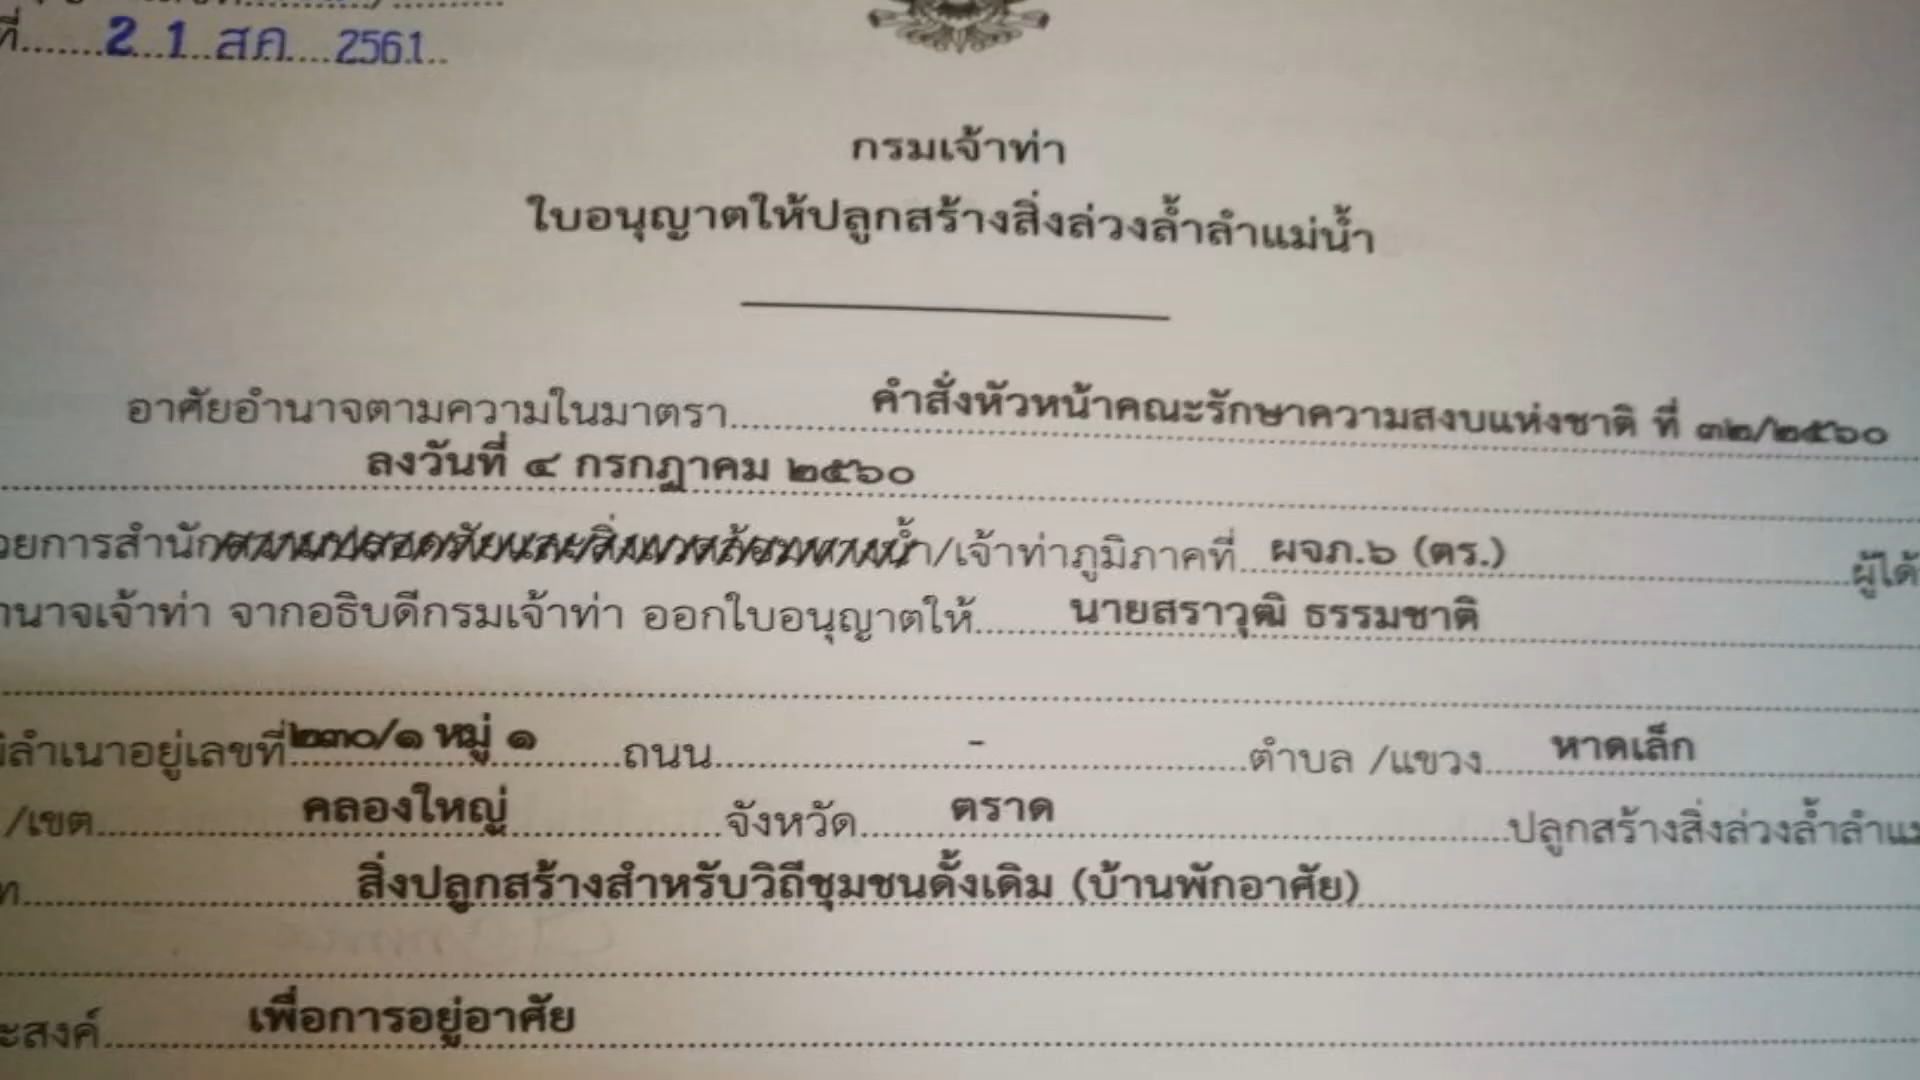 ที่.......2 1 ส.ค. 2561..
กรมเจ้าท่า
ใบอนุญาตให้ปลูกสร้างสิ่งล่วงล้ำลำแม่น้ำ
อาศัยอำนาจตามความในมาตรา คำสั่งหัวหน้าคณะรักษาความสงบแห่งชาติ ที่ ๓๒/๒๕๖๐
ลงวันที่ ๔ กรกฎาคม ๒๕๖๐
วยการสำนักความปลอดภัยและสิ่งแวดล้อมทางน้ำ/เจ้าท่าภูมิภาคที่ ผจภ.๖ (ตร.) ผู้ได้
านาจเจ้าท่า จากอธิบดีกรมเจ้าท่า ออกใบอนุญาตให้ นายสราวุฒิ ธรรมชาติ
ลำเนาอยู่เลขที่ ๒๓๐/๑ หมู่ ๑ ถนน - ตำบล /แขวง หาดเล็ก
/เขต คลองใหญ่ จังหวัด ตราด ปลูกสร้างสิ่งล่วงล้ำลำแม
ท สิ่งปลูกสร้างสำหรับวิถีชุมชนดั้งเดิม (บ้านพักอาศัย)
ะสงค์ เพื่อการอยู่อาศัย